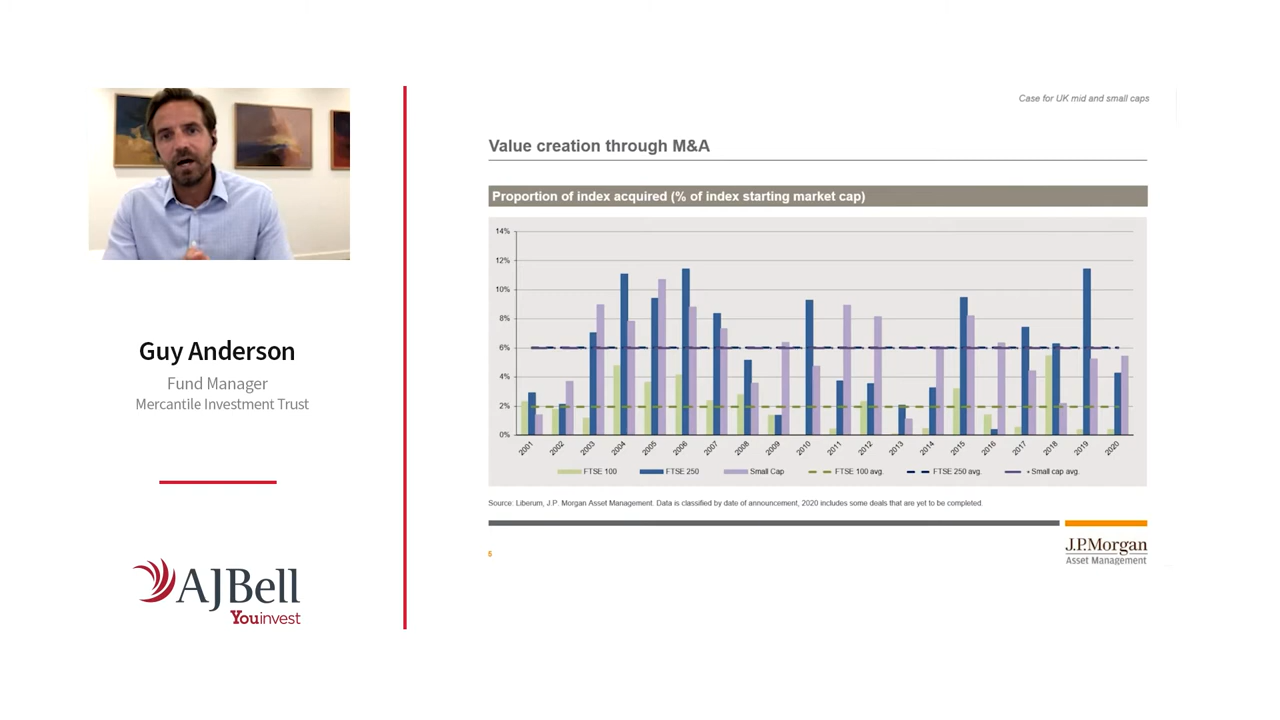 Case for UK mid and small caps
Value creation through M&A
Proportion of index acquired (% of index starting market cap)
14%
12%
10%
8%
6%
4%
2%
0%
2001 2002 2003 2004 2005 2006 2007 2008 2009 2010 2011 2012 2013 2014 2015 2016 2017 2018 2019 2020
FTSE 100 FTSE 250 Small Cap FTSE 100 avg. FTSE 250 avg. Small cap avg.
Source: Liberum, J.P. Morgan Asset Management. Data is classified by date of announcement, 2020 includes some deals that are yet to be completed.
5
J.P.Morgan
Asset Management
Guy Anderson
Fund Manager
Mercantile Investment Trust
AJBell
Youinvest